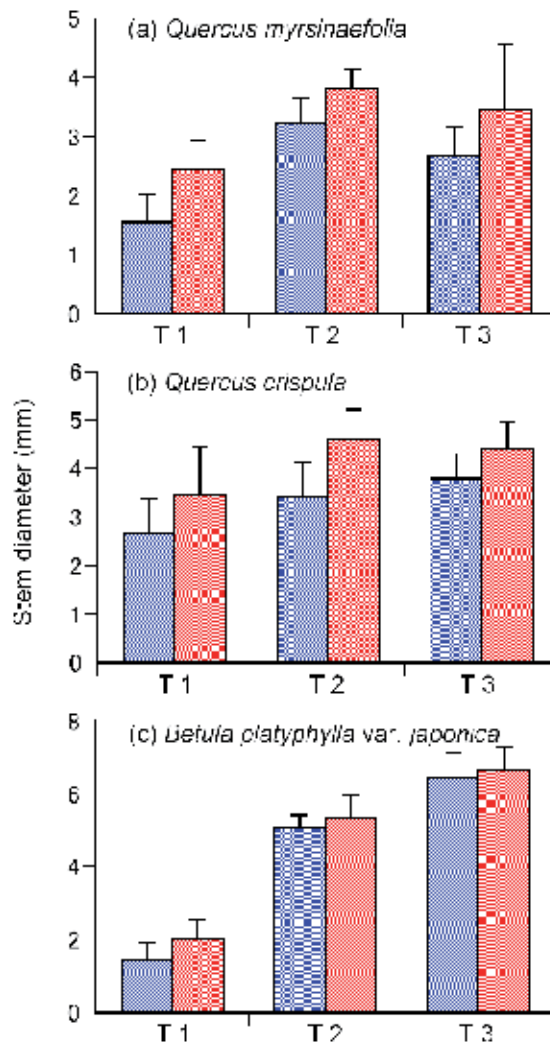 Stem diameter (mm)
(a) Quercus myrsinaefolia
5
4
3
2
1
0
T 1 T 2 T 3
(b) Quercus crispula
6
5
4
3
2
1
0
T 1 T 2 T 3
(c) Betula platyphylla var. japonica
8
6
4
2
0
T 1 T 2 T 3